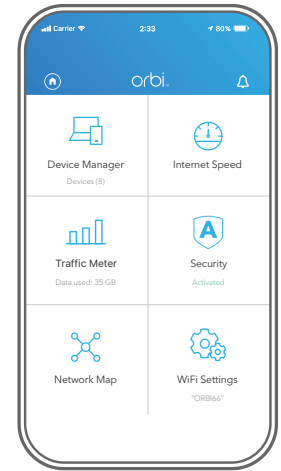 Carrier 2:33 80%
orbi
Device Manager Internet Speed
Devices (8)
A
Traffic Meter Security
Data used: 35 GB Activated
Network Map WiFi Settings
"ORBI66"